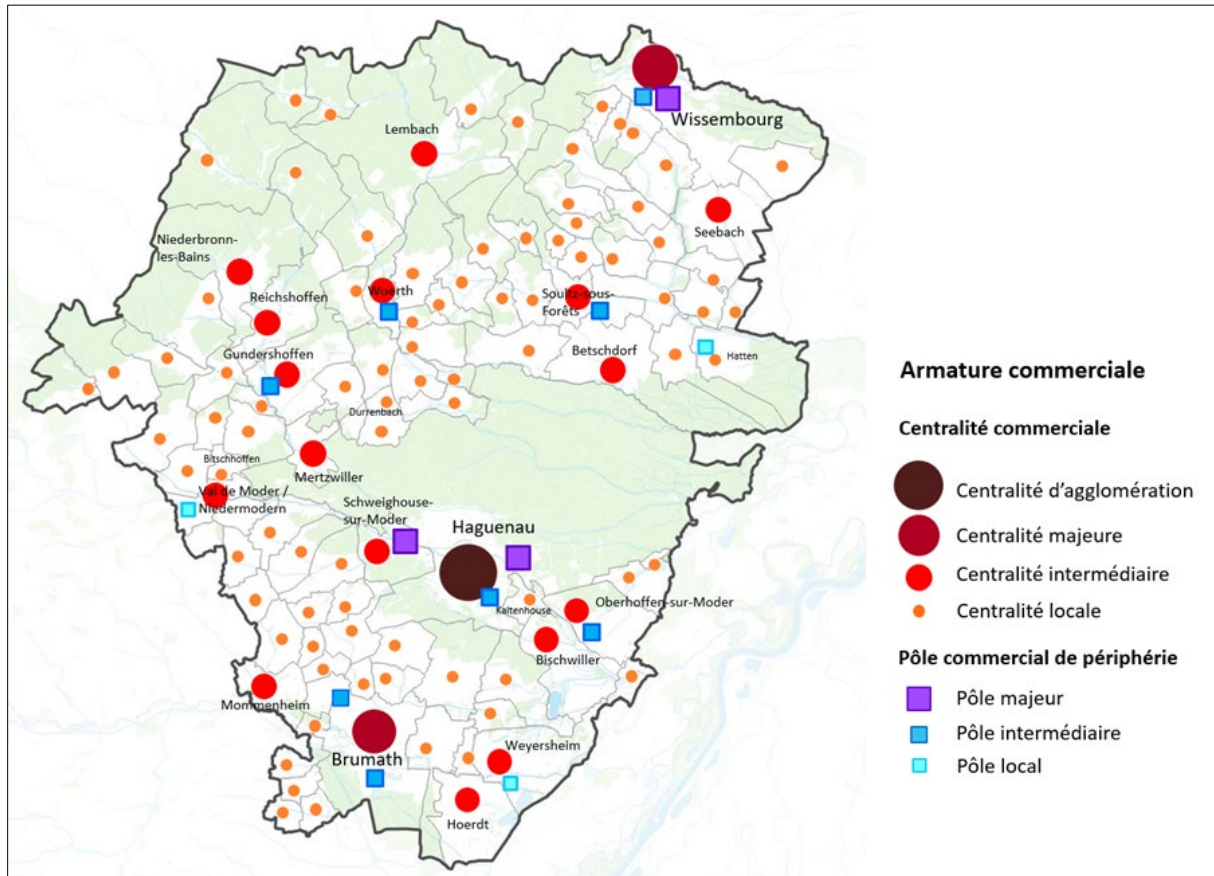 Wissembourg
Lembach
Seebach
Niederbronn-
les-Bains
Reichshoffen
Woerth
Soultz-sous-
Forêts
Gundershoffen
Betschdorf
Hatten
Durrenbach
Bitschhoffen
Mertzwiller
Val de Moder /
Niedermodern
Schweighouse-
sur-Moder
Haguenau
Kaltenhouse
Oberhoffen-sur-Moder
Bischwiller
Mommenheim
Brumath
Weyersheim
Hoerdt
Armature commerciale
Centralité commerciale
Centralité d'agglomération
Centralité majeure
Centralité intermédiaire
Centralité locale
Pôle commercial de périphérie
Pôle majeur
Pôle intermédiaire
Pôle local